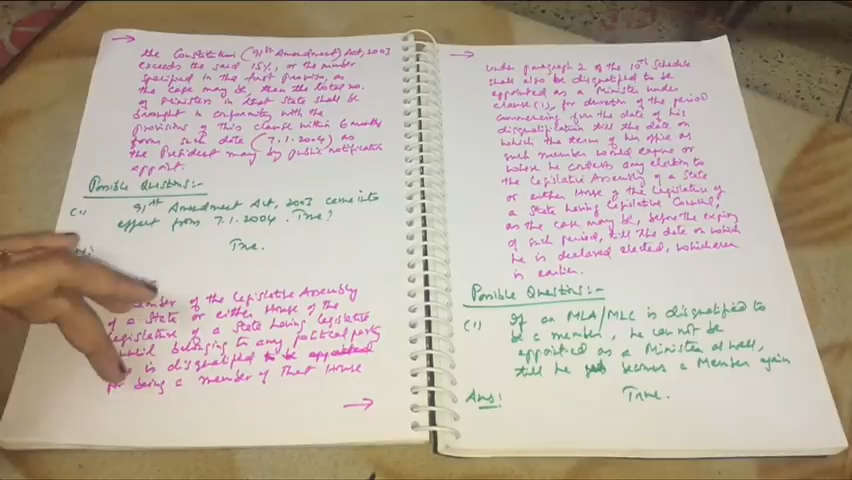 →
the Constitution (91st Amendment) Act, 2003
exceeds the said 15%, or the number
specified in the first proviso, as
the case may be, then the total no.
of Ministers in that State shall be
brought in conformity with the
provisions of this clause within 6 months
from such date (7.1.2004) as
the President may by public notification
appoint.
Possible Questions:-
(1) 91st Amendment Act, 2003 came into
effect from 7.1.2004. True?
True.
of the Legislative Assembly
of a State or either House of the
Legislature of a State having Legislative
belonging to any political party
is disqualified
for being a member of that House
→
→
under paragraph 2 of the 10th Schedule
shall also be disqualified to be
appointed as a Minister under
clause (1), for duration of the period
commencing from the date of his
disqualification till the date on
which the term of his office as
such member would expire or
where he contests any election to
the Legislative Assembly of a State
or either House of the Legislature of
a State having Legislative Council,
as the case may be, before the expiry
of such period, till the date on which
he is declared elected, whichever
is earlier.
Possible Questions:-
(1) If an MLA/MLC is disqualified to
be a member, he cannot be
appointed as a Minister as well,
till he becomes a Member again
Ans: True.